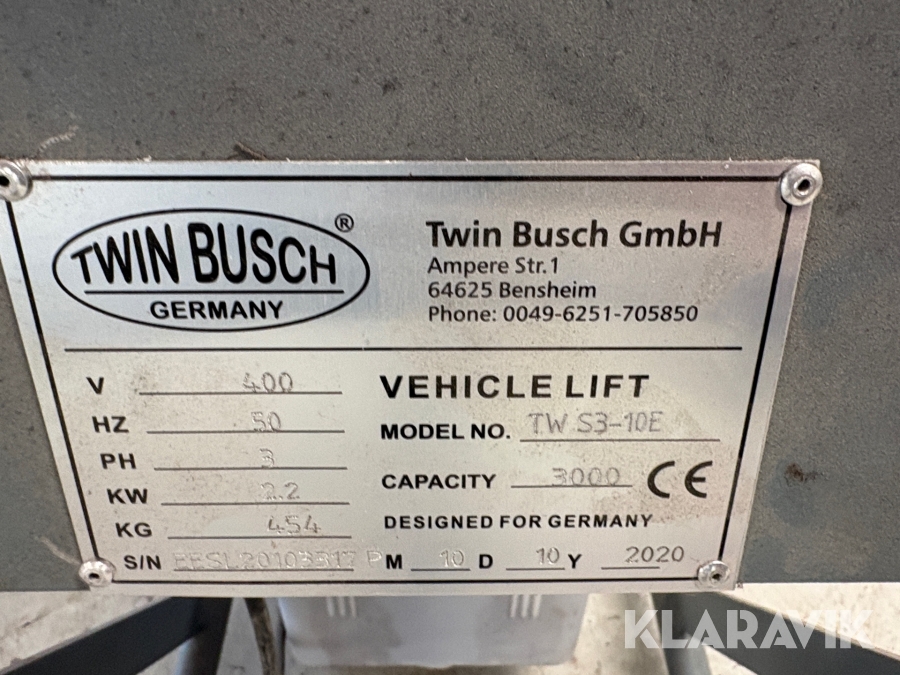 TWIN BUSCH ®
GERMANY
Twin Busch GmbH
Ampere Str.1
64625 Bensheim
Phone: 0049-6251-705850
V 400
HZ 50
PH 3
KW 2.2
KG 454
S/N
VEHICLE LIFT
MODEL NO. TW S3-10E
CAPACITY 3000 CE
DESIGNED FOR GERMANY
M 10 D 10 Y 2020
KLARAVIK